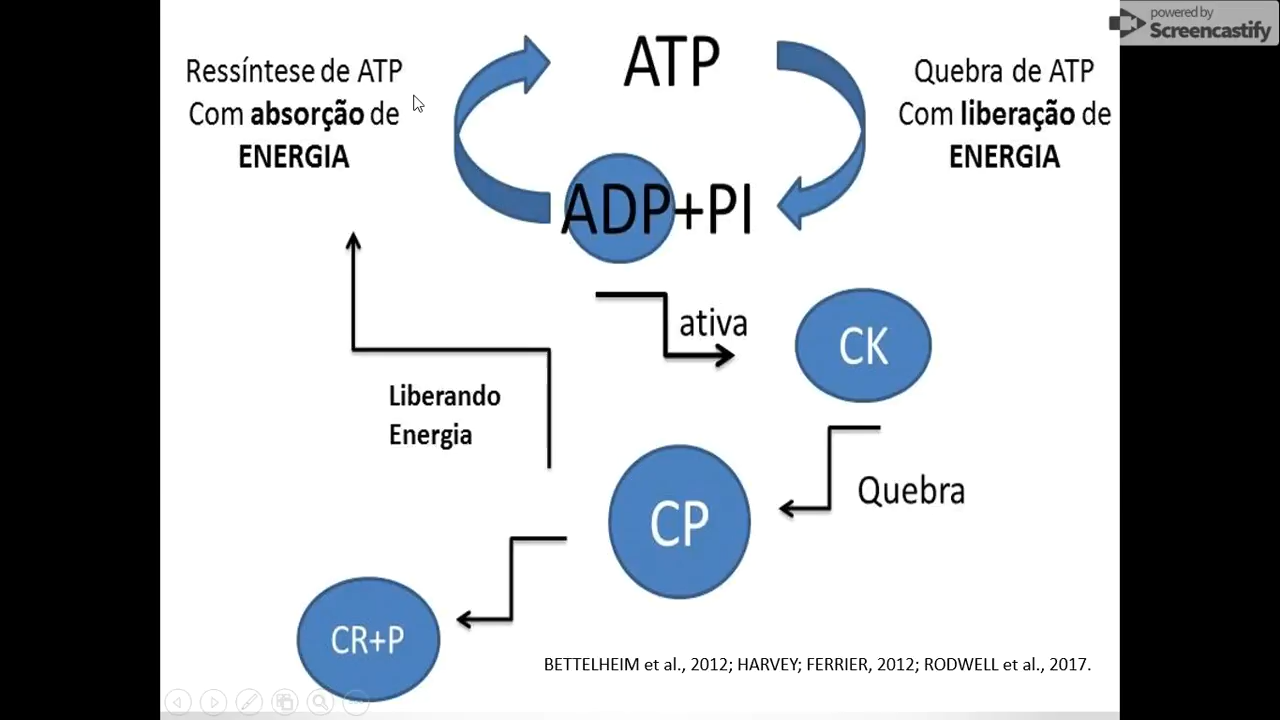 powered by
Screencastify
ATP
Ressíntese de ATP
Com absorção de
ENERGIA
Quebra de ATP
Com liberação de
ENERGIA
ADP+PI
ativa
CK
Liberando
Energia
Quebra
CP
CR+P
BETTELHEIM et al., 2012; HARVEY; FERRIER, 2012; RODWELL et al., 2017.